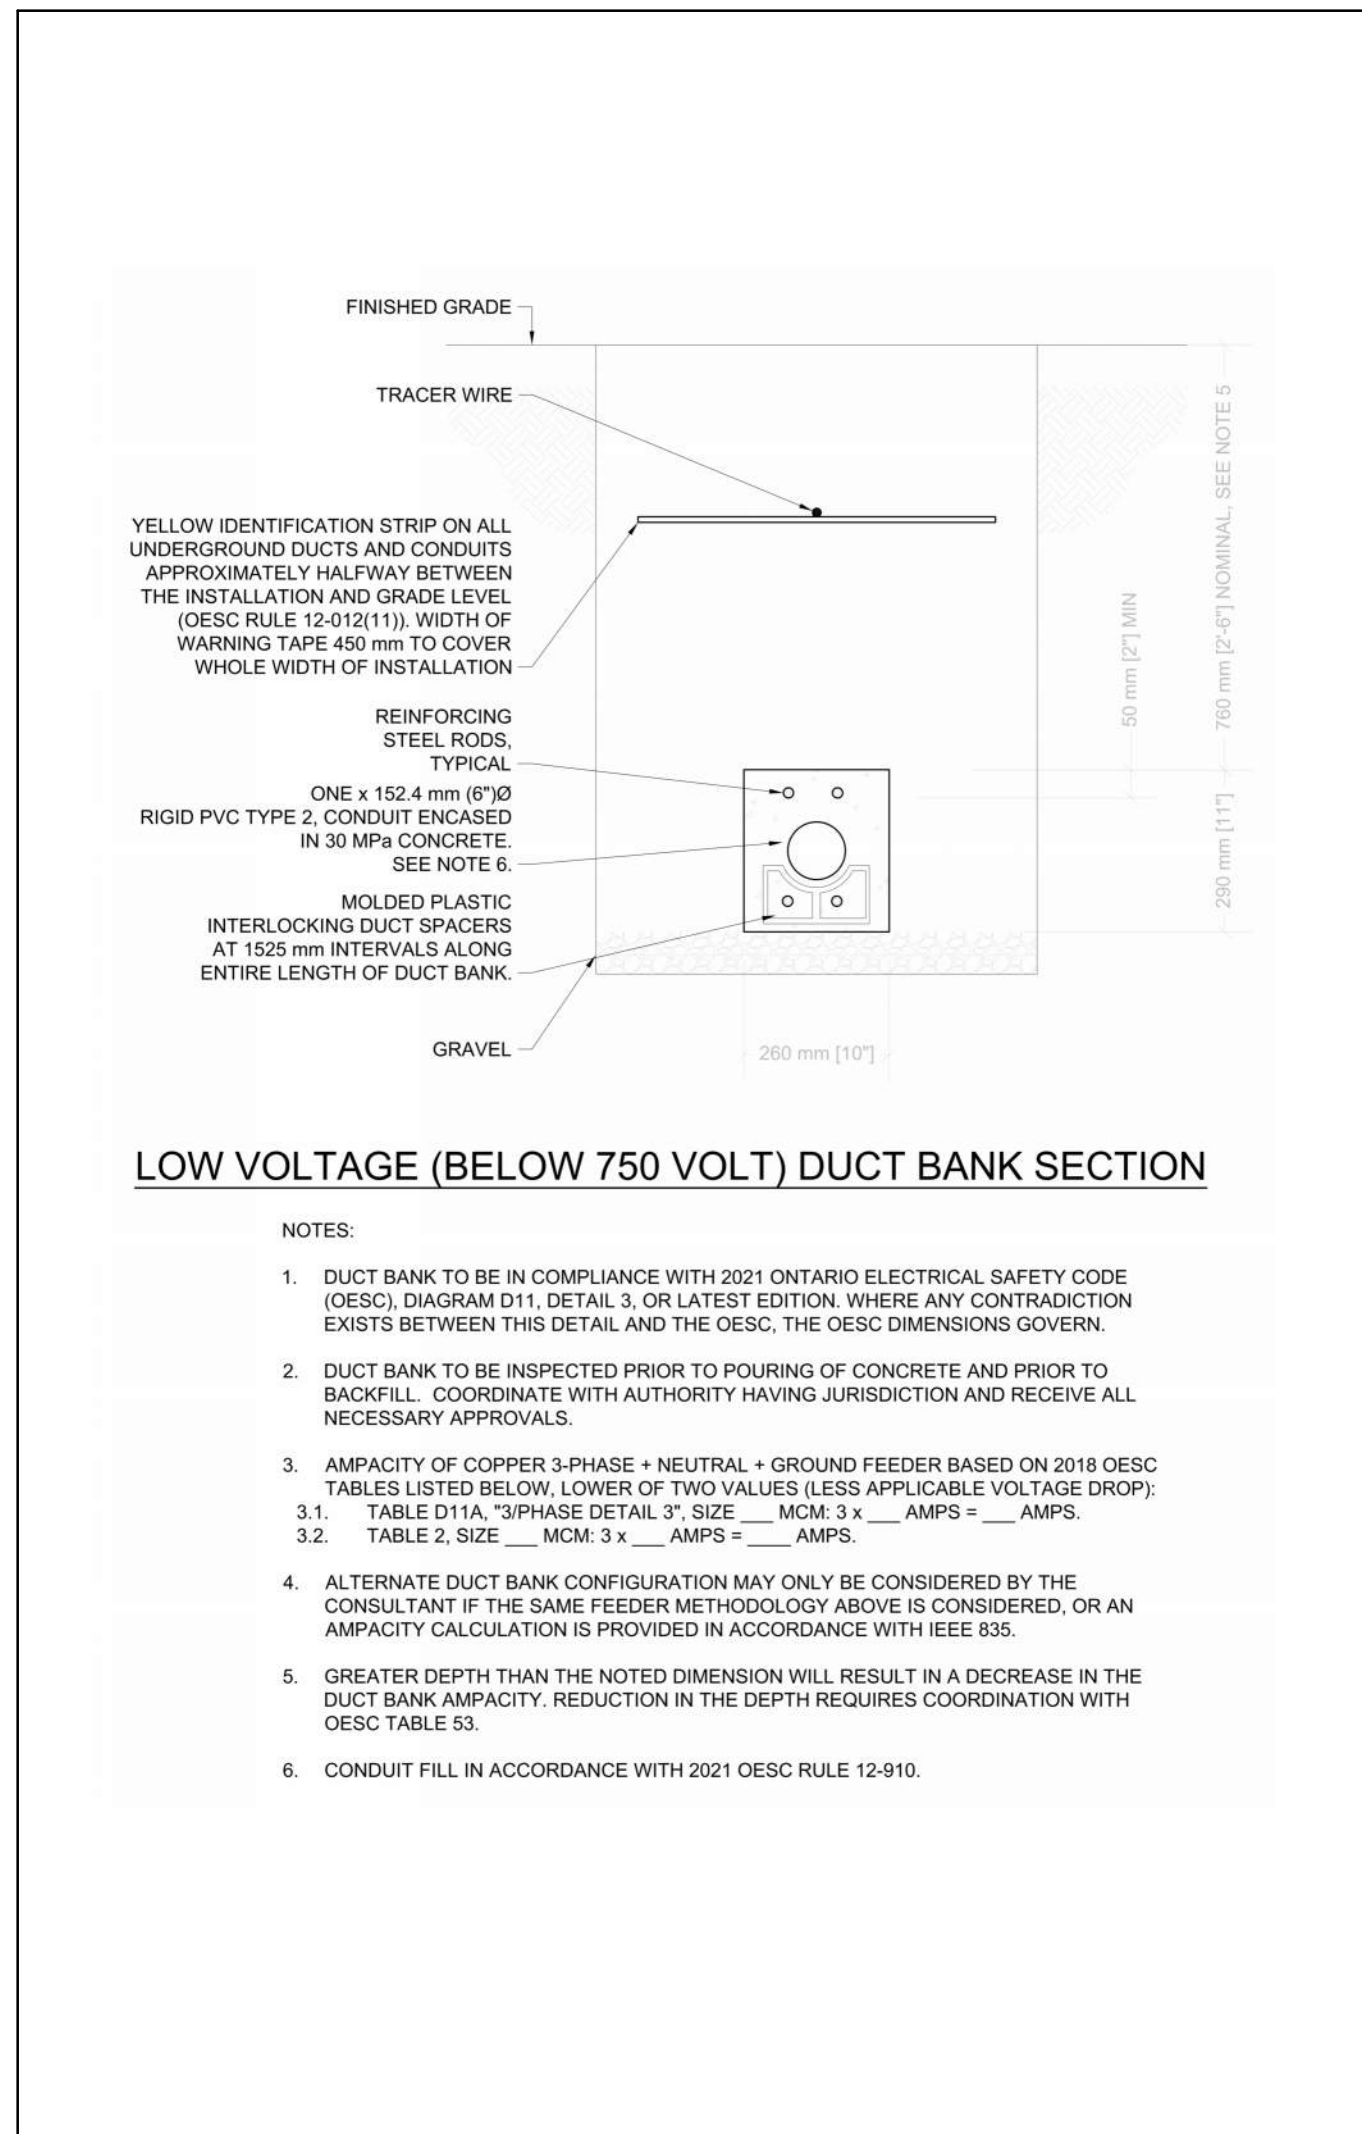 FINISHED GRADE
TRACER WIRE
YELLOW IDENTIFICATION STRIP ON ALL
UNDERGROUND DUCTS AND CONDUITS
APPROXIMATELY HALFWAY BETWEEN
THE INSTALLATION AND GRADE LEVEL
(OESC RULE 12-012(11)). WIDTH OF
WARNING TAPE 450 mm TO COVER
WHOLE WIDTH OF INSTALLATION
REINFORCING
STEEL RODS,
TYPICAL
ONE x 152.4 mm (6")Ø
RIGID PVC TYPE 2, CONDUIT ENCASED
IN 30 MPa CONCRETE.
SEE NOTE 6.
MOLDED PLASTIC
INTERLOCKING DUCT SPACERS
AT 1525 mm INTERVALS ALONG
ENTIRE LENGTH OF DUCT BANK.
GRAVEL
50 mm [2"] MIN
760 mm [2'-6"] NOMINAL, SEE NOTE 5
290 mm [11"]
260 mm [10"]
LOW VOLTAGE (BELOW 750 VOLT) DUCT BANK SECTION
NOTES:
1. DUCT BANK TO BE IN COMPLIANCE WITH 2021 ONTARIO ELECTRICAL SAFETY CODE
(OESC), DIAGRAM D11, DETAIL 3, OR LATEST EDITION. WHERE ANY CONTRADICTION
EXISTS BETWEEN THIS DETAIL AND THE OESC, THE OESC DIMENSIONS GOVERN.
2. DUCT BANK TO BE INSPECTED PRIOR TO POURING OF CONCRETE AND PRIOR TO
BACKFILL. COORDINATE WITH AUTHORITY HAVING JURISDICTION AND RECEIVE ALL
NECESSARY APPROVALS.
3. AMPACITY OF COPPER 3-PHASE + NEUTRAL + GROUND FEEDER BASED ON 2018 OESC
TABLES LISTED BELOW, LOWER OF TWO VALUES (LESS APPLICABLE VOLTAGE DROP):
3.1. TABLE D11A, "3/PHASE DETAIL 3", SIZE ___ MCM: 3 x ___ AMPS = ___ AMPS.
3.2. TABLE 2, SIZE ___ MCM: 3 x ___ AMPS = ____ AMPS.
4. ALTERNATE DUCT BANK CONFIGURATION MAY ONLY BE CONSIDERED BY THE
CONSULTANT IF THE SAME FEEDER METHODOLOGY ABOVE IS CONSIDERED, OR AN
AMPACITY CALCULATION IS PROVIDED IN ACCORDANCE WITH IEEE 835.
5. GREATER DEPTH THAN THE NOTED DIMENSION WILL RESULT IN A DECREASE IN THE
DUCT BANK AMPACITY. REDUCTION IN THE DEPTH REQUIRES COORDINATION WITH
OESC TABLE 53.
6. CONDUIT FILL IN ACCORDANCE WITH 2021 OESC RULE 12-910.